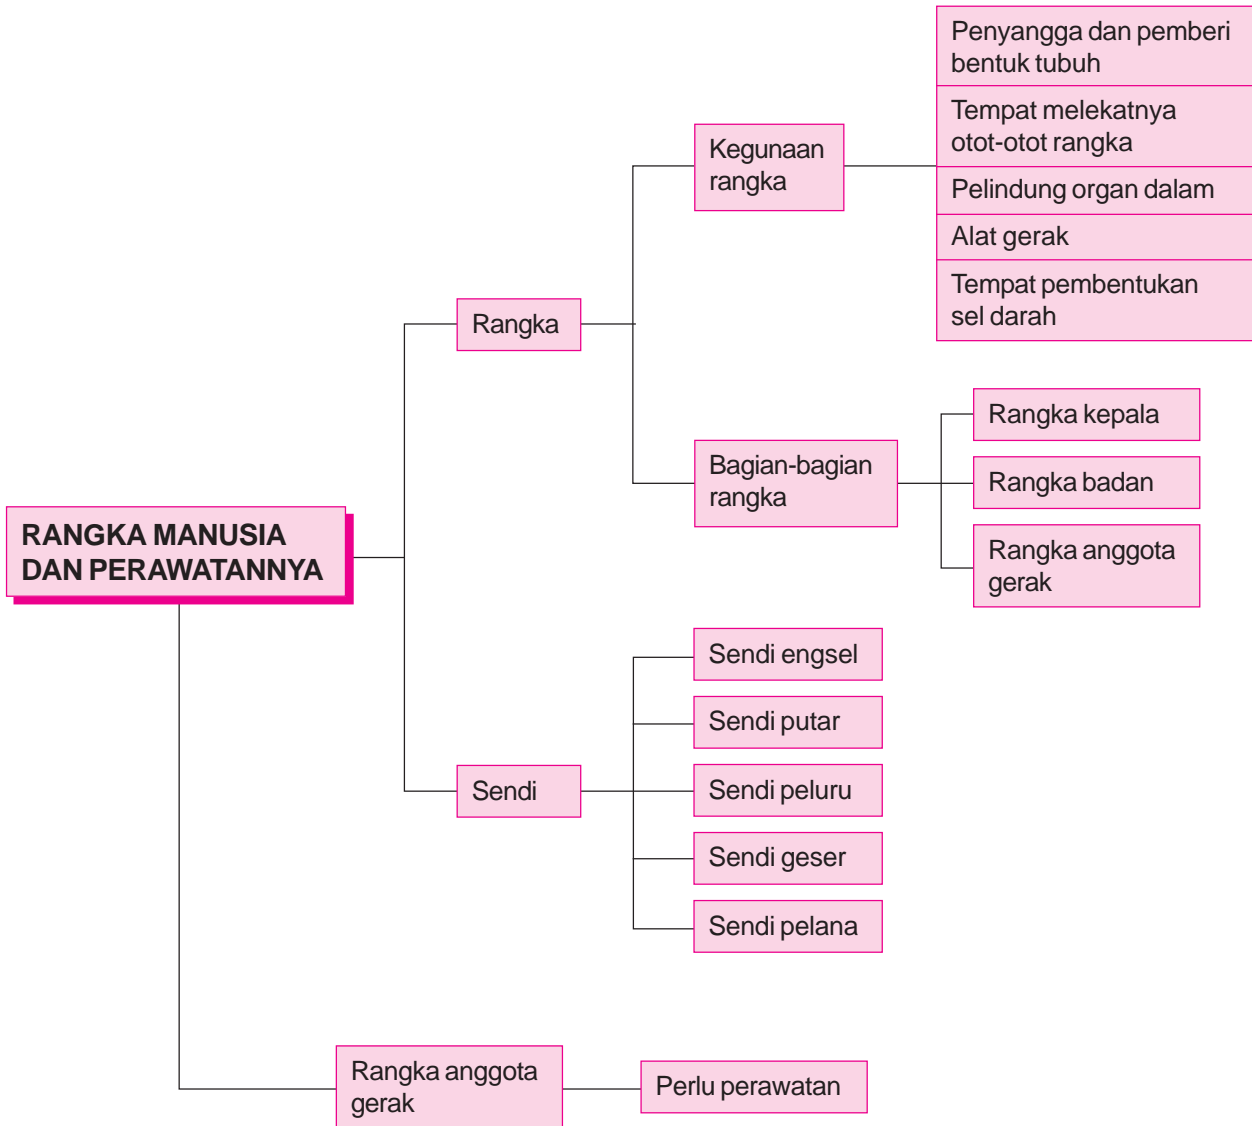 RANGKA MANUSIA
DAN PERAWATANNYA
Rangka
Kegunaan
rangka
Penyangga dan pemberi
bentuk tubuh
Tempat melekatnya
otot-otot rangka
Pelindung organ dalam
Alat gerak
Tempat pembentukan
sel darah
Bagian-bagian
rangka
Rangka kepala
Rangka badan
Rangka anggota
gerak
Sendi
Sendi engsel
Sendi putar
Sendi peluru
Sendi geser
Sendi pelana
Rangka anggota
gerak
Perlu perawatan